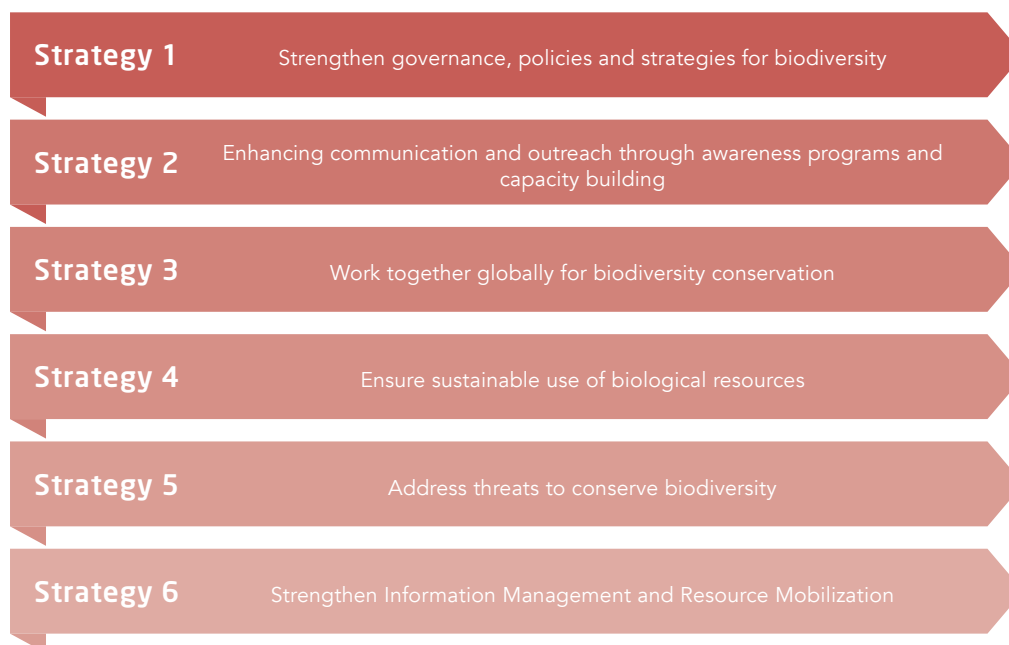 Strategy 1
Strengthen governance, policies and strategies for biodiversity
Strategy 2
Enhancing communication and outreach through awareness programs and
capacity building
Strategy 3
Work together globally for biodiversity conservation
Strategy 4
Ensure sustainable use of biological resources
Strategy 5
Address threats to conserve biodiversity
Strategy 6
Strengthen Information Management and Resource Mobilization